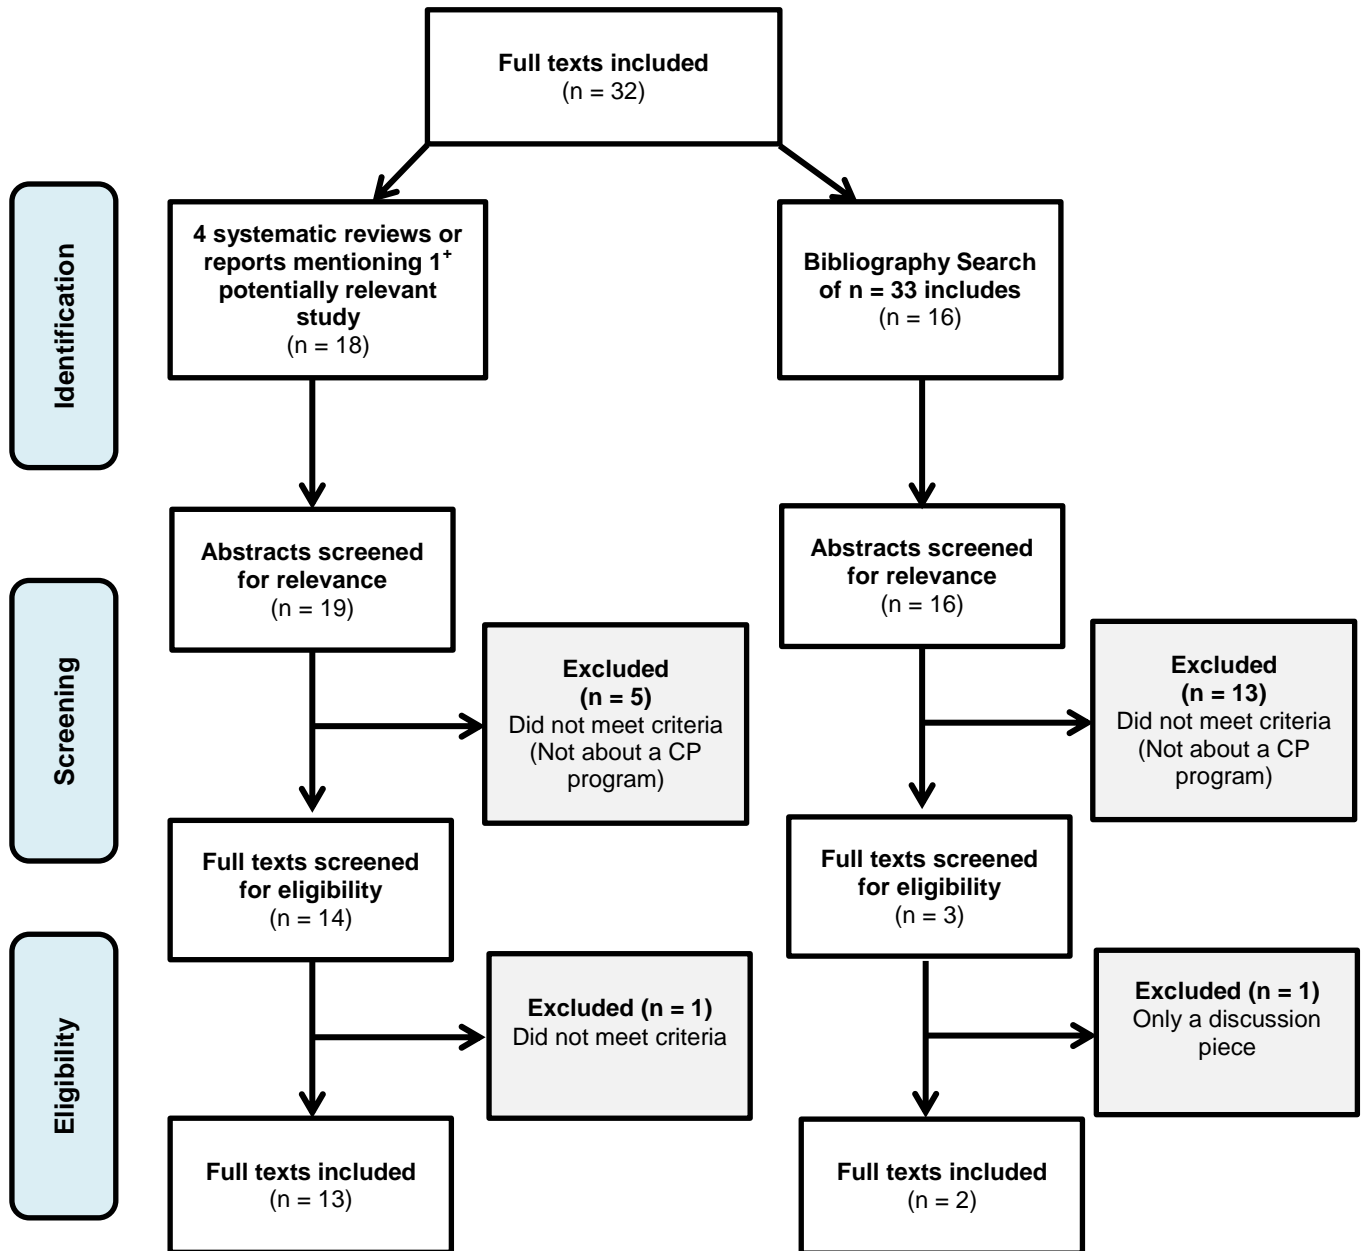 Full texts included
(n = 32)
Identification
4 systematic reviews or
reports mentioning 1+
potentially relevant
study
(n = 18)
Bibliography Search
of n = 33 includes
(n = 16)
Screening
Abstracts screened
for relevance
(n = 19)
Abstracts screened
for relevance
(n = 16)
Excluded
(n = 5)
Did not meet criteria
(Not about a CP
program)
Excluded
(n = 13)
Did not meet criteria
(Not about a CP
program)
Full texts screened
for eligibility
(n = 14)
Full texts screened
for eligibility
(n = 3)
Eligibility
Excluded (n = 1)
Did not meet criteria
Excluded (n = 1)
Only a discussion
piece
Full texts included
(n = 13)
Full texts included
(n = 2)